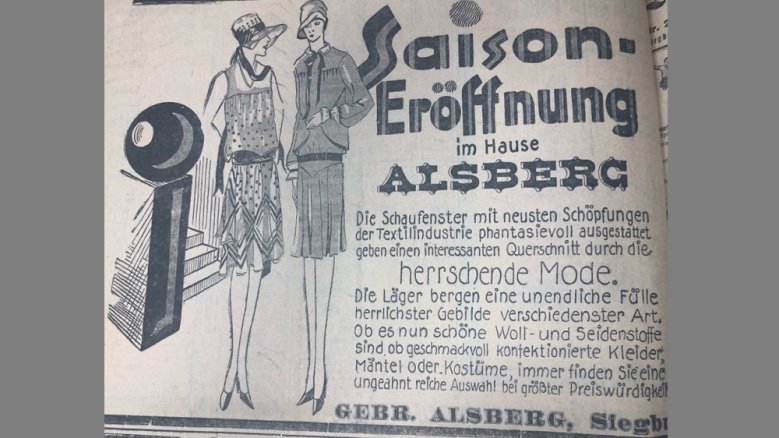 Saison-
Eröffnung
im Hause
ALSBERG
Die Schaufenster mit neusten Schöpfungen
der Textilindustrie phantasievoll ausgestattet
geben einen interessanten Querschnitt durch die
herrschende Mode.
Die Läger bergen eine unendliche Fülle
herrlichster Gebilde verschiedenster Art.
Ob es nun schöne Woll- und Seidenstoffe
sind, ob geschmackvoll konfektionierte Kleider,
Mäntel oder Kostüme, immer finden Sie eine
ungeahnt reiche Auswahl bei größter Preiswürdigkeit
GEBR. ALSBERG, Siegbu